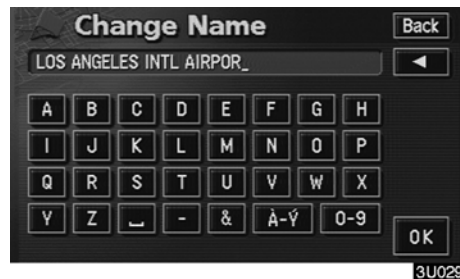 Change Name Back
LOS ANGELES INTL AIRPOR_ ◄
A B C D E F G H
I J K L M N O P
Q R S T U V W X
Y Z ⎵ - & À-Ý 0-9
OK
3U029